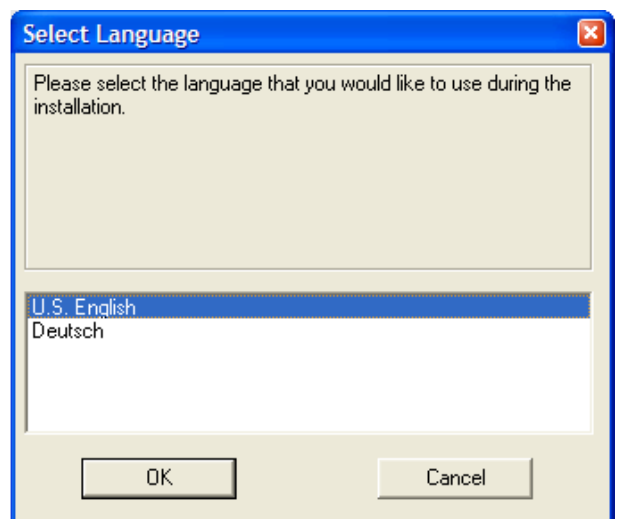 Select Language
Please select the language that you would like to use during the
installation.
U.S. English
Deutsch
OK
Cancel